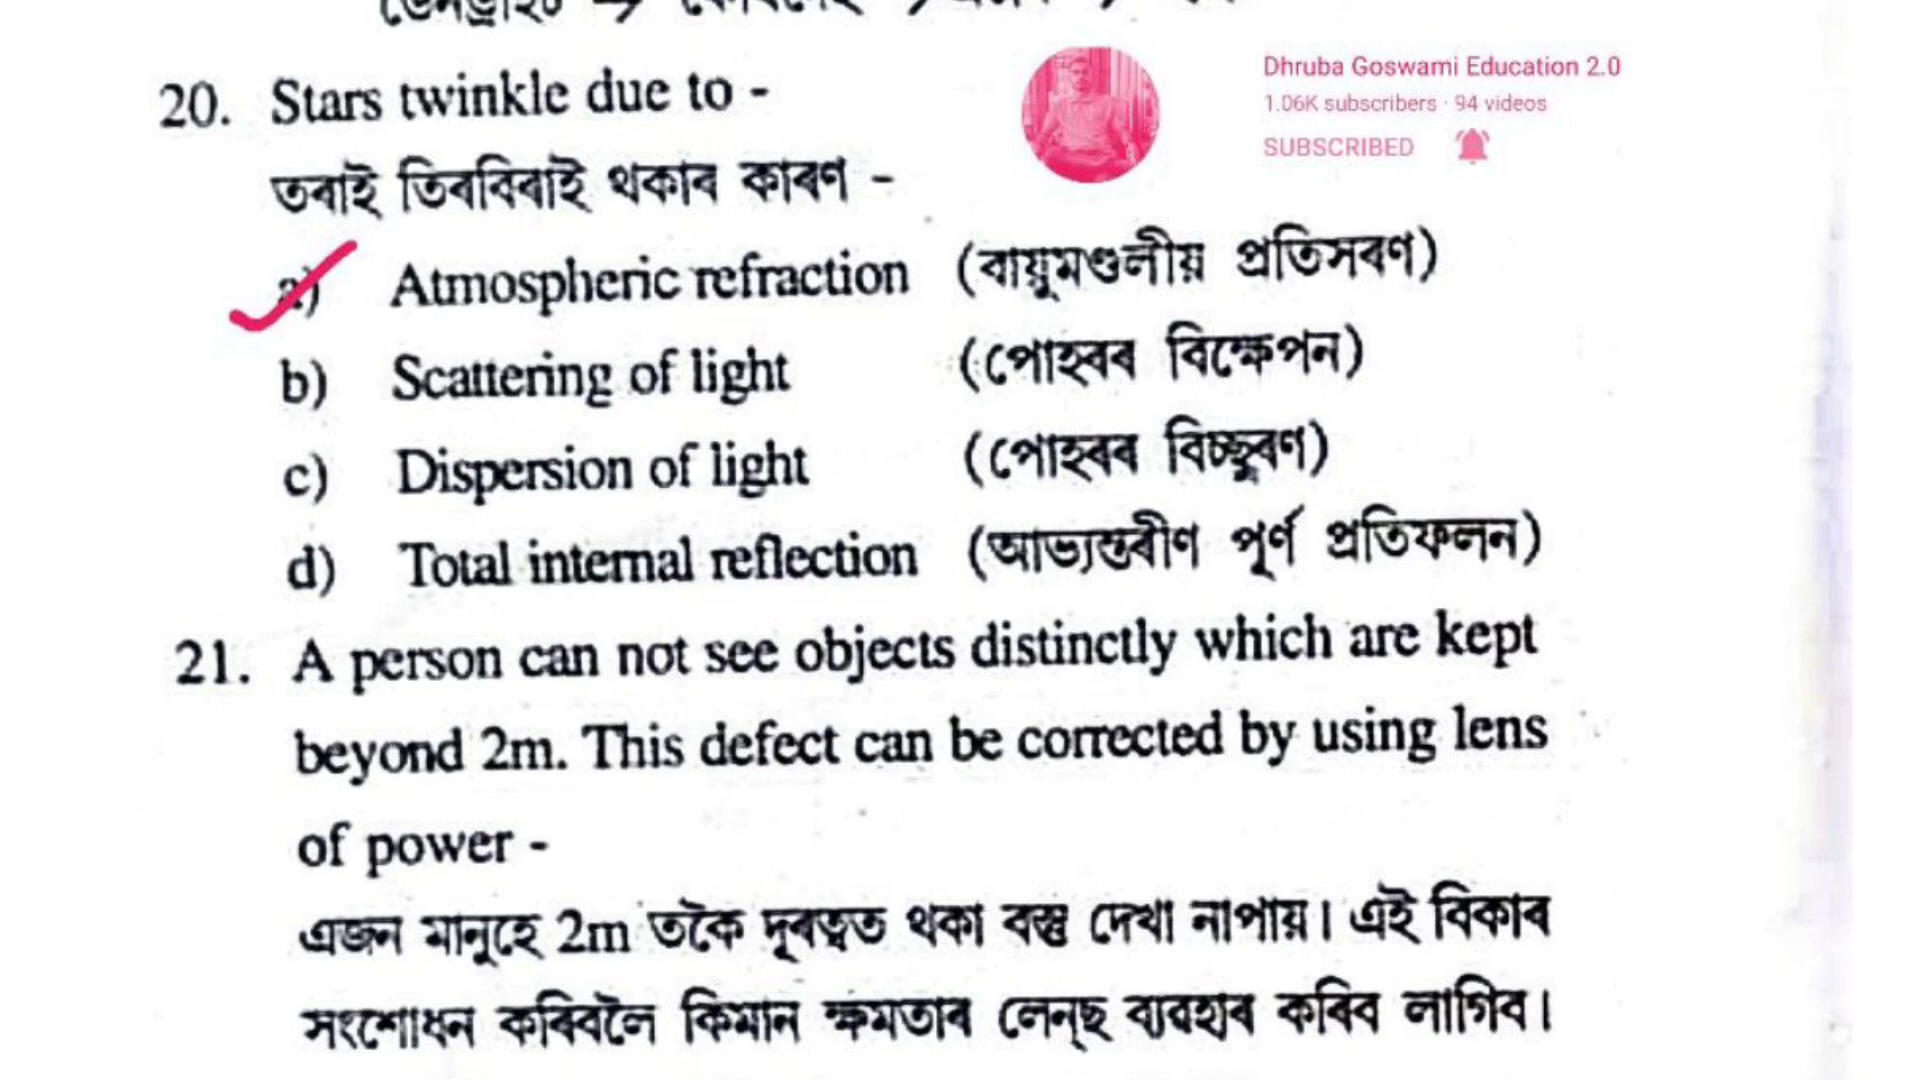 20. Stars twinkle due to -
তৰাই তিৰবিৰাই থকাৰ কাৰণ -
a) Atmospheric refraction (বায়ুমণ্ডলীয় প্ৰতিসৰণ)
b) Scattering of light (পোহৰৰ বিক্ষেপন)
c) Dispersion of light (পোহৰৰ বিচ্ছুৰণ)
d) Total internal reflection (আভ্যন্তৰীণ পূৰ্ণ প্ৰতিফলন)
21. A person can not see objects distinctly which are kept
beyond 2m. This defect can be corrected by using lens
of power -
এজন মানুহে 2m তকৈ দূৰত্বত থকা বস্তু দেখা নাপায়। এই বিকাৰ
সংশোধন কৰিবলৈ কিমান ক্ষমতাৰ লেন্ছ ব্যৱহাৰ কৰিব লাগিব।
Dhruba Goswami Education 2.0
1.06K subscribers · 94 videos
SUBSCRIBED